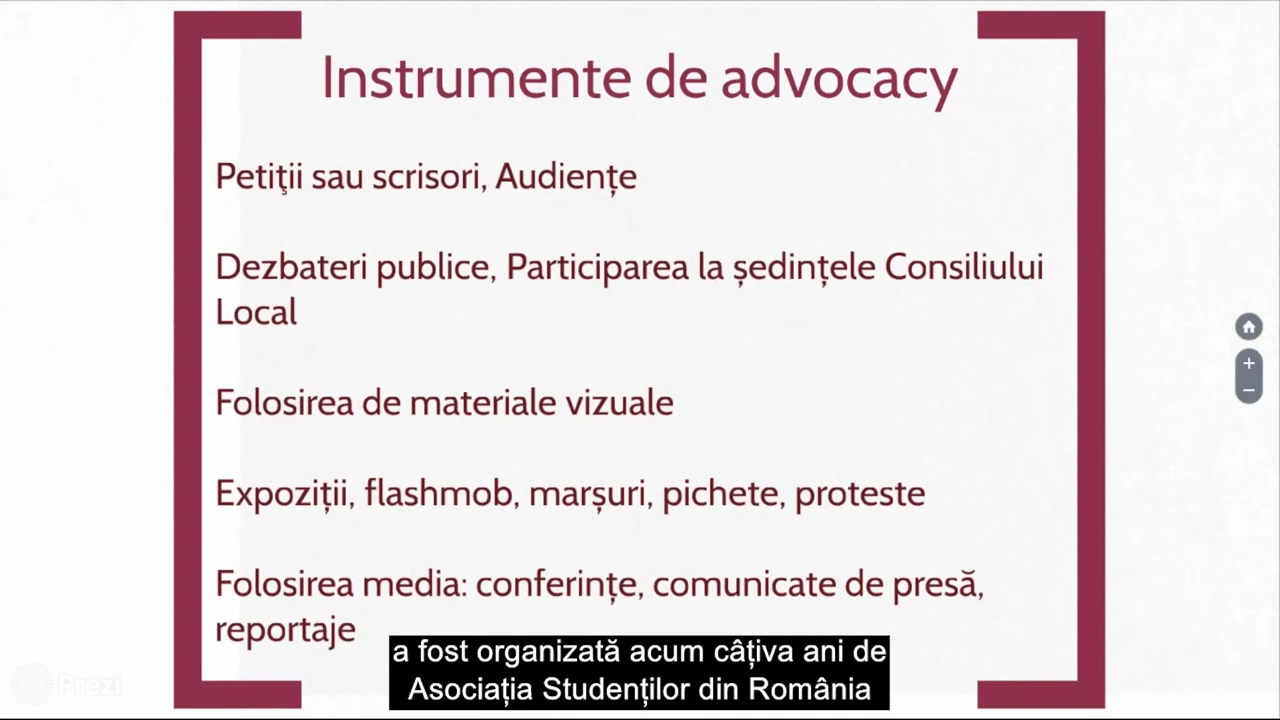 Instrumente de advocacy
Petiţii sau scrisori, Audiențe
Dezbateri publice, Participarea la ședințele Consiliului
Local
Folosirea de materiale vizuale
Expoziții, flashmob, marșuri, pichete, proteste
Folosirea media: conferințe, comunicate de presă,
reportaje
a fost organizată acum câțiva ani de
Asociația Studenților din România
Prezi